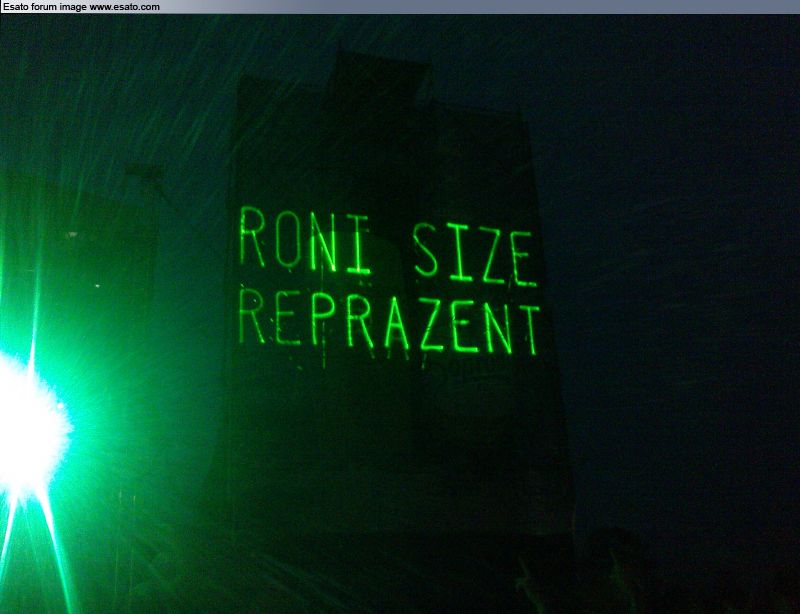 Esato forum image www.esato.com
RONI SIZE
REPRAZENT